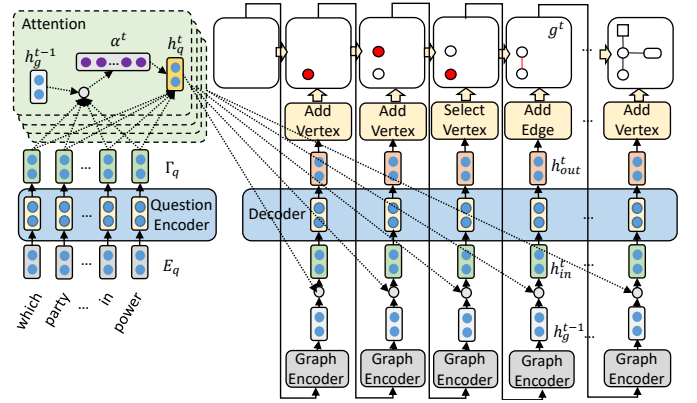 Attention
α^t
h_g^{t-1}
h_q^t
...
g^t
...
Add Vertex
Add Vertex
Select Vertex
Add Edge
Add Vertex
...
Γ_q
h_out^t
Question Encoder
...
Decoder
...
...
E_q
h_in^t
which
party
...
in
power
h_g^{t-1}
...
Graph Encoder
Graph Encoder
Graph Encoder
Graph Encoder
Graph Encoder